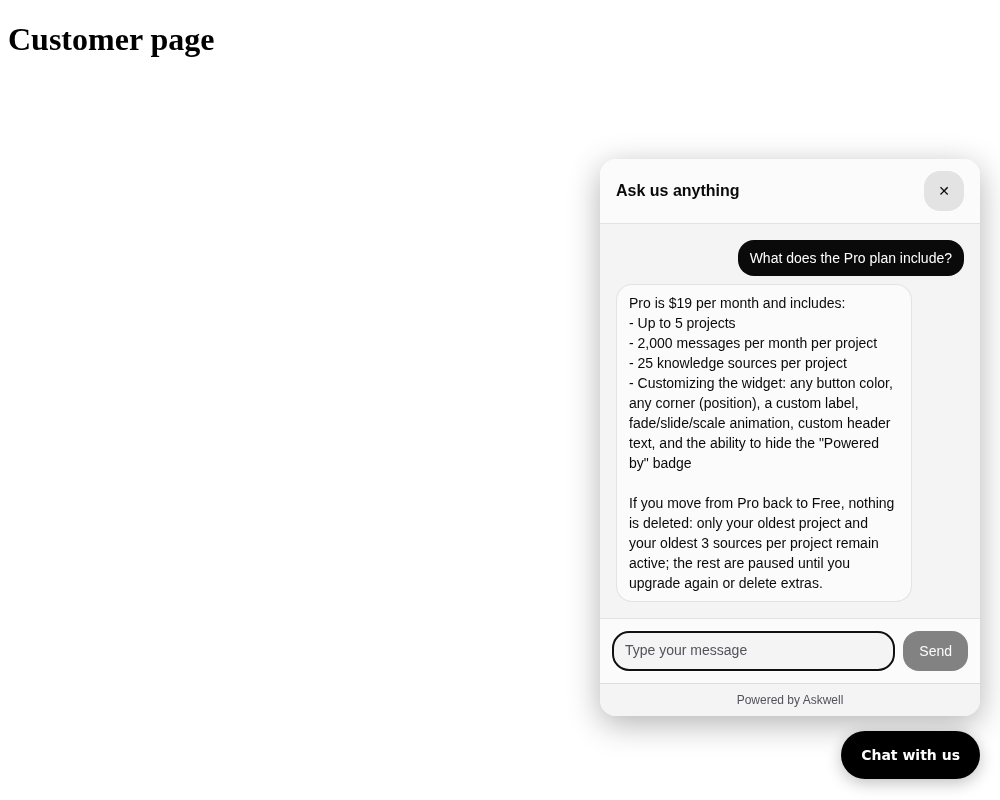 Customer page
Ask us anything
✕
What does the Pro plan include?
Pro is $19 per month and includes:
- Up to 5 projects
- 2,000 messages per month per project
- 25 knowledge sources per project
- Customizing the widget: any button color,
any corner (position), a custom label,
fade/slide/scale animation, custom header
text, and the ability to hide the "Powered
by" badge
If you move from Pro back to Free, nothing
is deleted: only your oldest project and
your oldest 3 sources per project remain
active; the rest are paused until you
upgrade again or delete extras.
Type your message
Send
Powered by Askwell
Chat with us